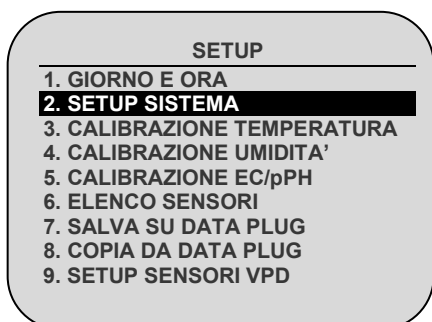 SETUP
1. GIORNO E ORA
2. SETUP SISTEMA
3. CALIBRAZIONE TEMPERATURA
4. CALIBRAZIONE UMIDITA'
5. CALIBRAZIONE EC/pPH
6. ELENCO SENSORI
7. SALVA SU DATA PLUG
8. COPIA DA DATA PLUG
9. SETUP SENSORI VPD